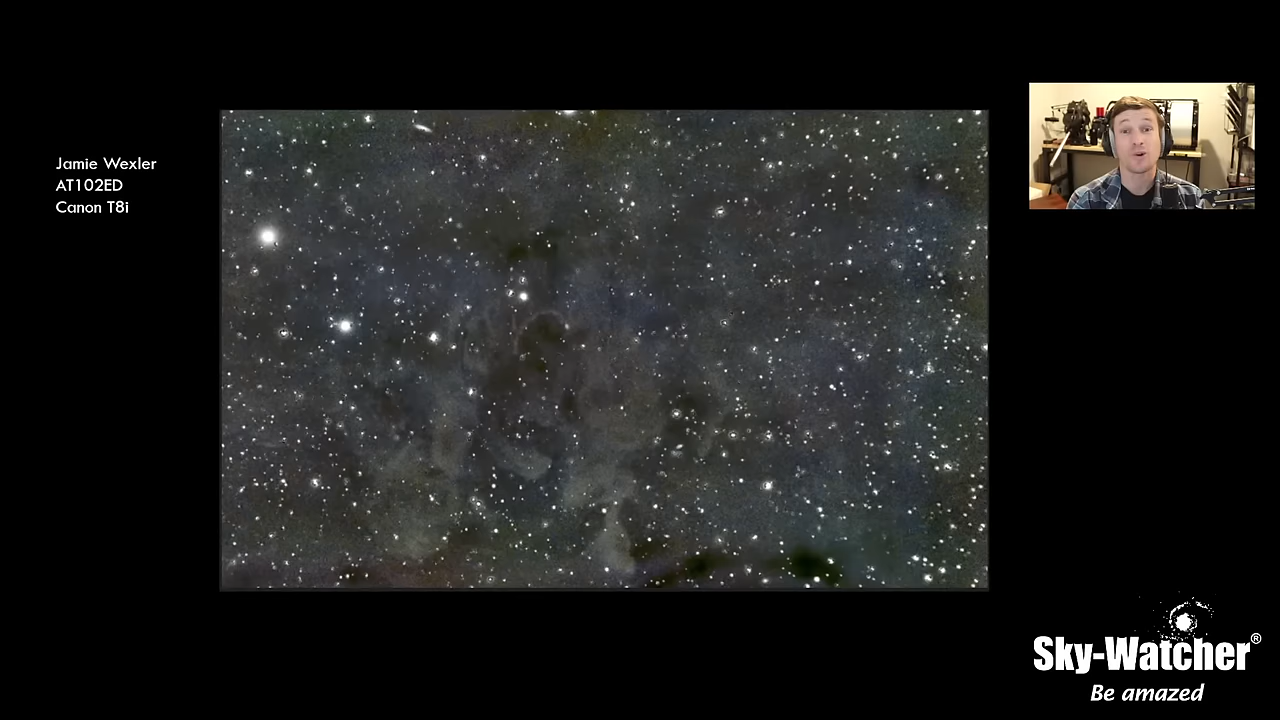 Jamie Wexler
AT102ED
Canon T8i
Sky-Watcher®
Be amazed